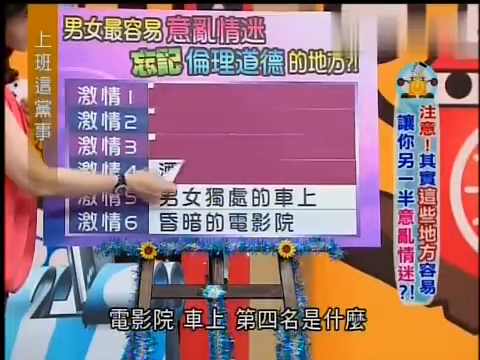 上班這黨事
男女最容易意亂情迷
忘記倫理道德的地方?!
激情1
激情2
激情3
激情4 酒
激情5 男女獨處的車上
激情6 昏暗的電影院
注意！其實這些地方容易
讓你另一半意亂情迷?!
電影院 車上 第四名是什麼